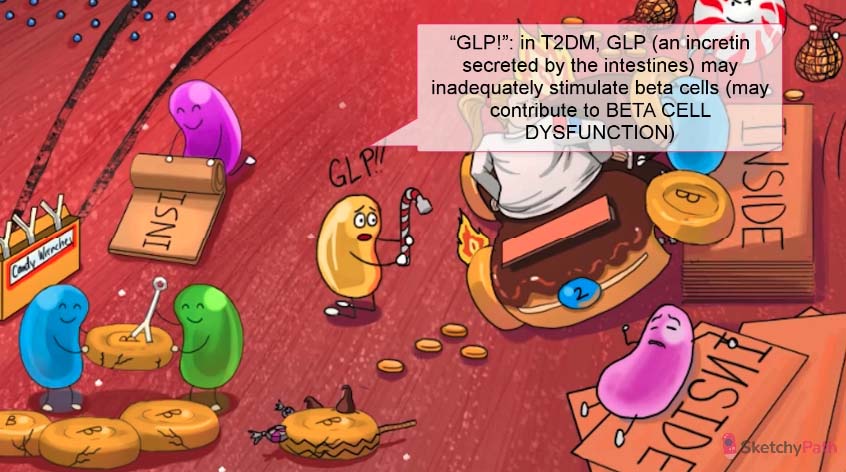 “GLP!”: in T2DM, GLP (an incretin
secreted by the intestines) may
inadequately stimulate beta cells (may
contribute to BETA CELL
DYSFUNCTION)
GLP!!
INSI
INSIDE
B
Candy Wrenches
2
B
B
B
B
B
INSIDE
SketchyPath